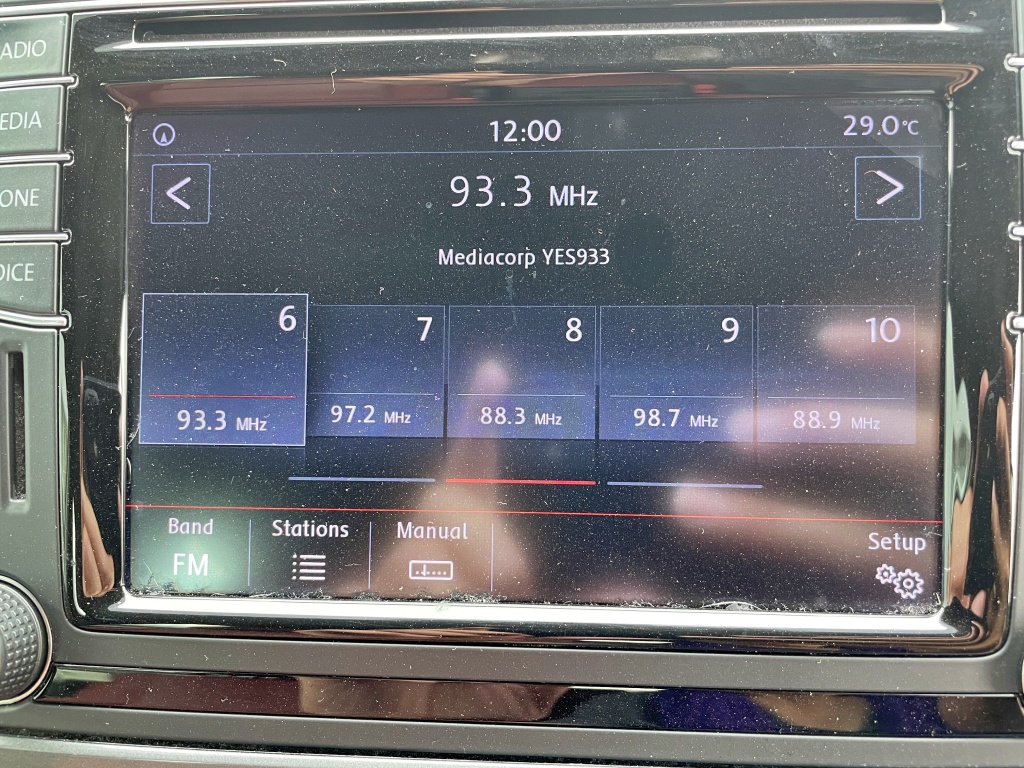 ADIO
EDIA
ONE
OICE
12:00
29.0°C
<
93.3 MHz
>
Mediacorp YES933
6
7
8
9
10
93.3 MHz
97.2 MHz
88.3 MHz
98.7 MHz
88.9 MHz
Band
Stations
Manual
Setup
FM